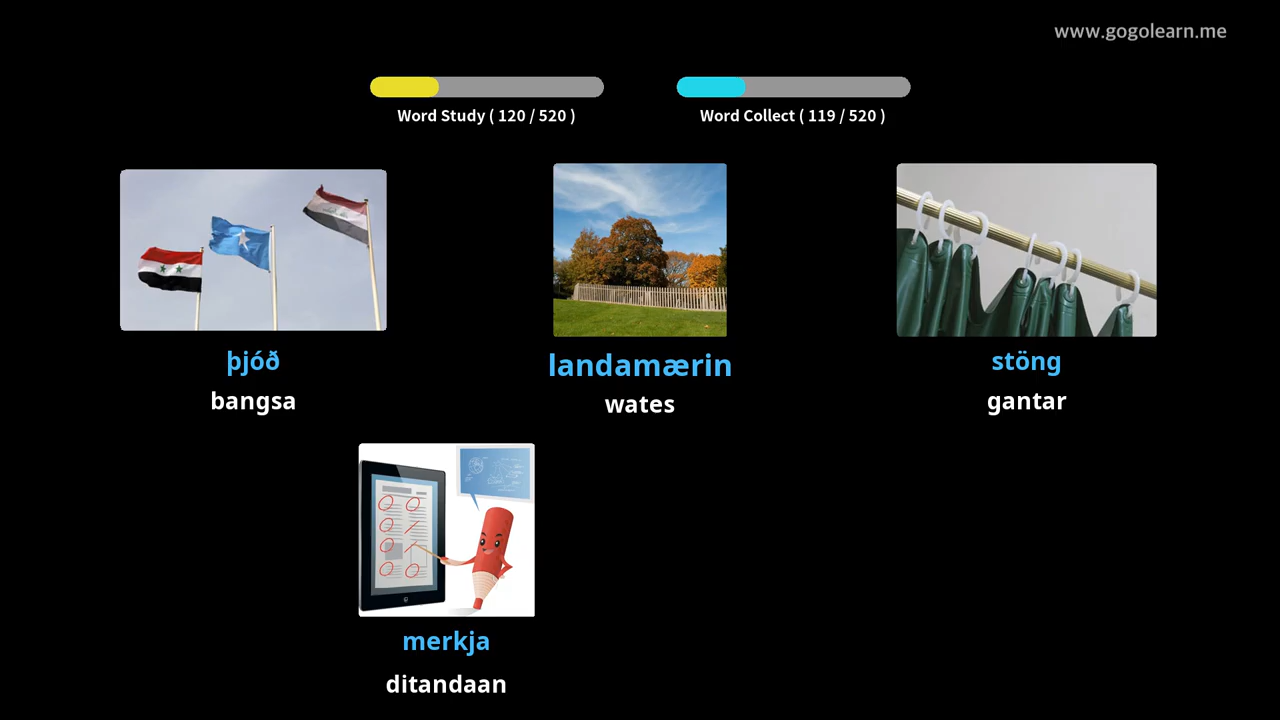 www.gogolearn.me
Word Study ( 120 / 520 )
Word Collect ( 119 / 520 )
þjóð
bangsa
landamærin
wates
stöng
gantar
merkja
ditandaan